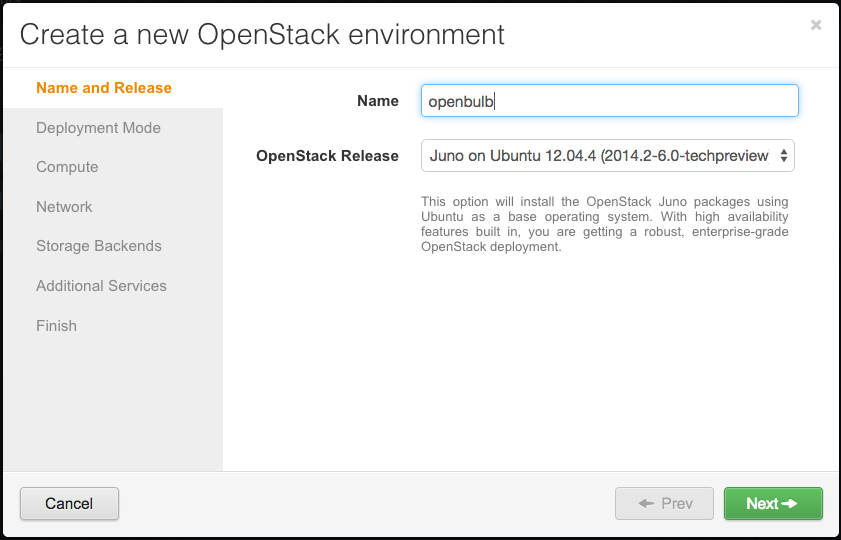 Create a new OpenStack environment
×
Name and Release
Deployment Mode
Compute
Network
Storage Backends
Additional Services
Finish
Name
openbulb
OpenStack Release
Juno on Ubuntu 12.04.4 (2014.2-6.0-techpreview
This option will install the OpenStack Juno packages using
Ubuntu as a base operating system. With high availability
features built in, you are getting a robust, enterprise-grade
OpenStack deployment.
Cancel
Prev
Next